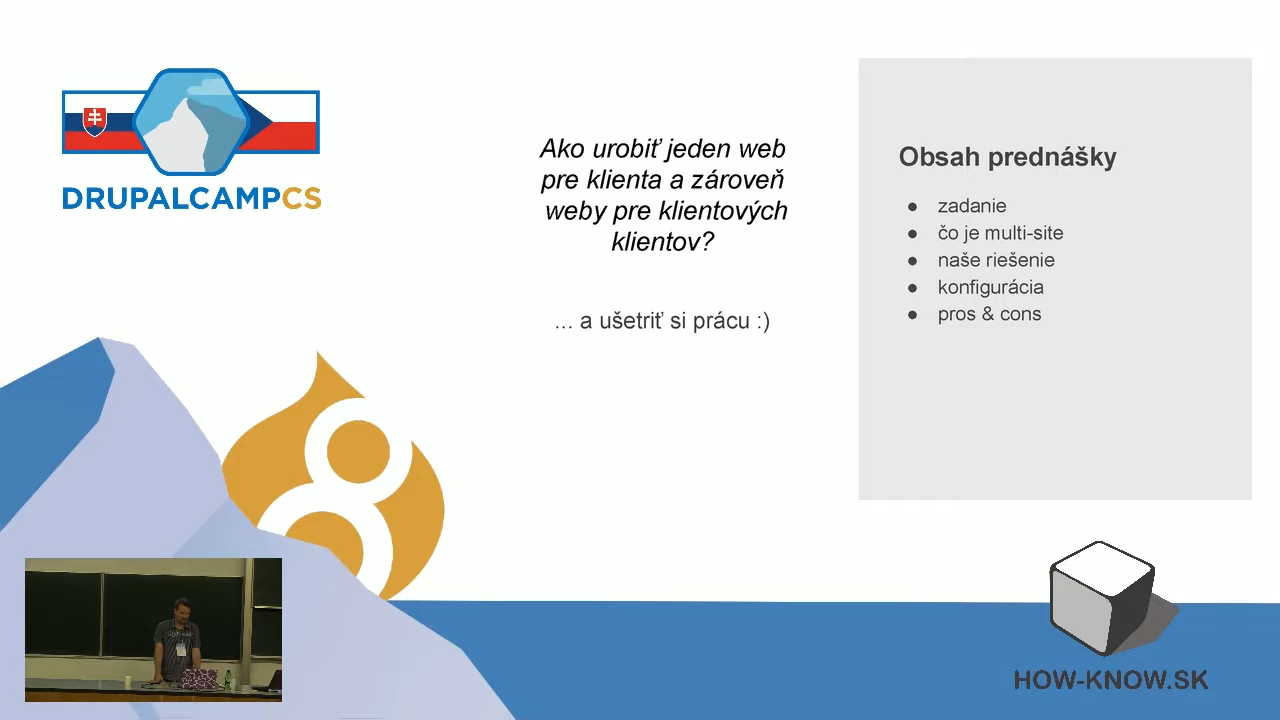 DRUPALCAMPCS
Ako urobiť jeden web
pre klienta a zároveň
weby pre klientových
klientov?
... a ušetriť si prácu :)
Obsah prednášky
● zadanie
● čo je multi-site
● naše riešenie
● konfigurácia
● pros & cons
HOW-KNOW.SK